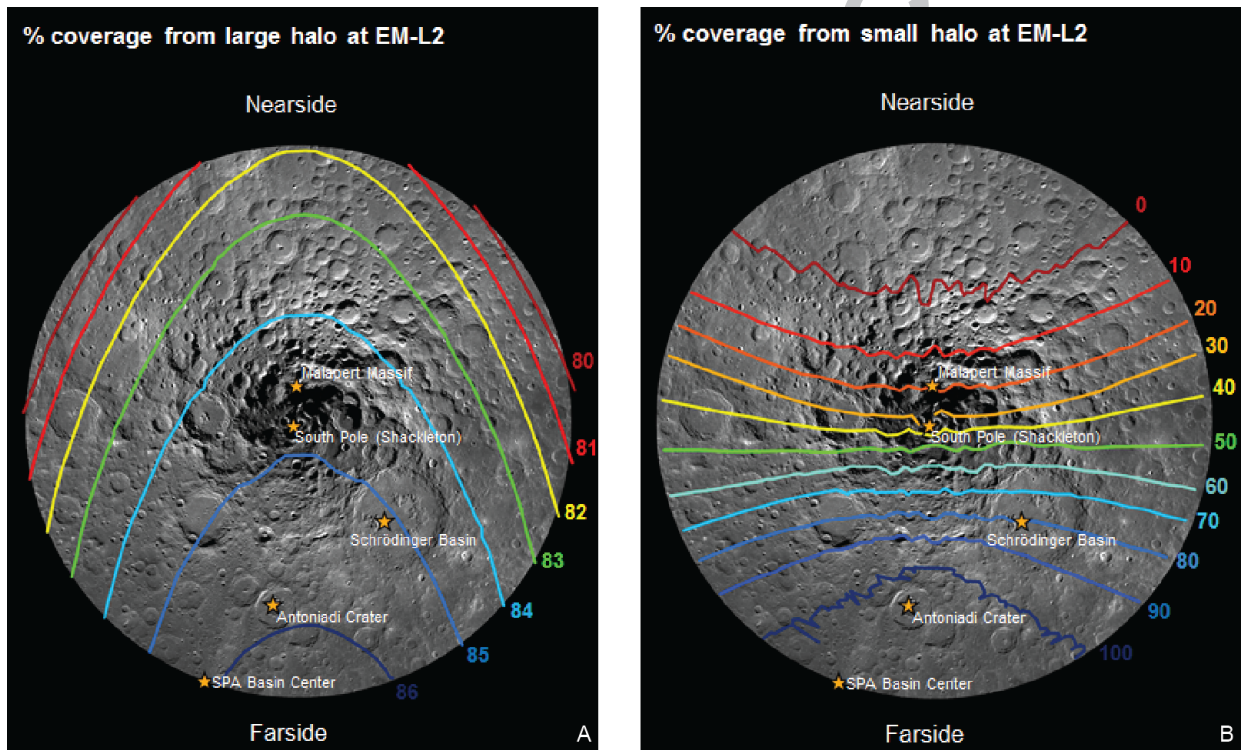 % coverage from large halo at EM-L2
Nearside
80
Malapert Massif
South Pole (Shackleton)
81
82
Schrödinger Basin
83
84
Antoniadi Crater
85
SPA Basin Center
86
Farside
A
% coverage from small halo at EM-L2
Nearside
0
10
20
30
Malapert Massif
40
South Pole (Shackleton)
50
60
70
Schrödinger Basin
80
90
Antoniadi Crater
100
SPA Basin Center
Farside
B